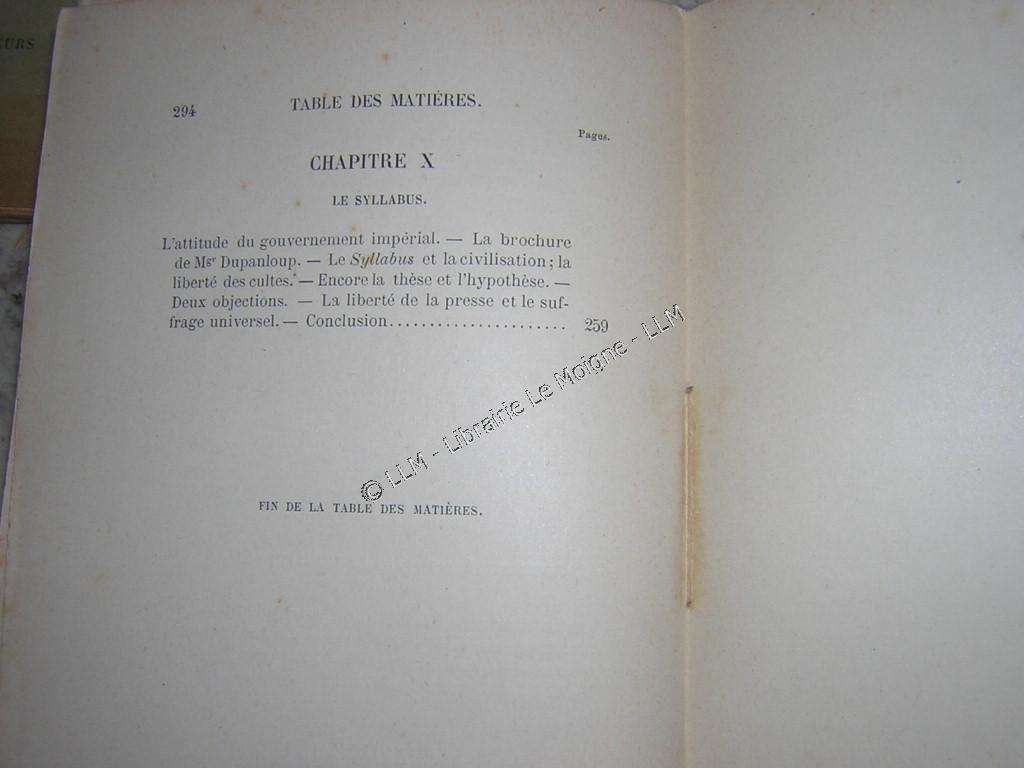 294 TABLE DES MATIÈRES.
Pages.
CHAPITRE X
LE SYLLABUS.
L'attitude du gouvernement impérial. — La brochure
de Mgr Dupanloup. — Le Syllabus et la civilisation; la
liberté des cultes. — Encore la thèse et l'hypothèse. —
Deux objections. — La liberté de la presse et le suf-
frage universel. — Conclusion...................... 259
© LLM - Librairie Le Moigne - LLM
FIN DE LA TABLE DES MATIÈRES.